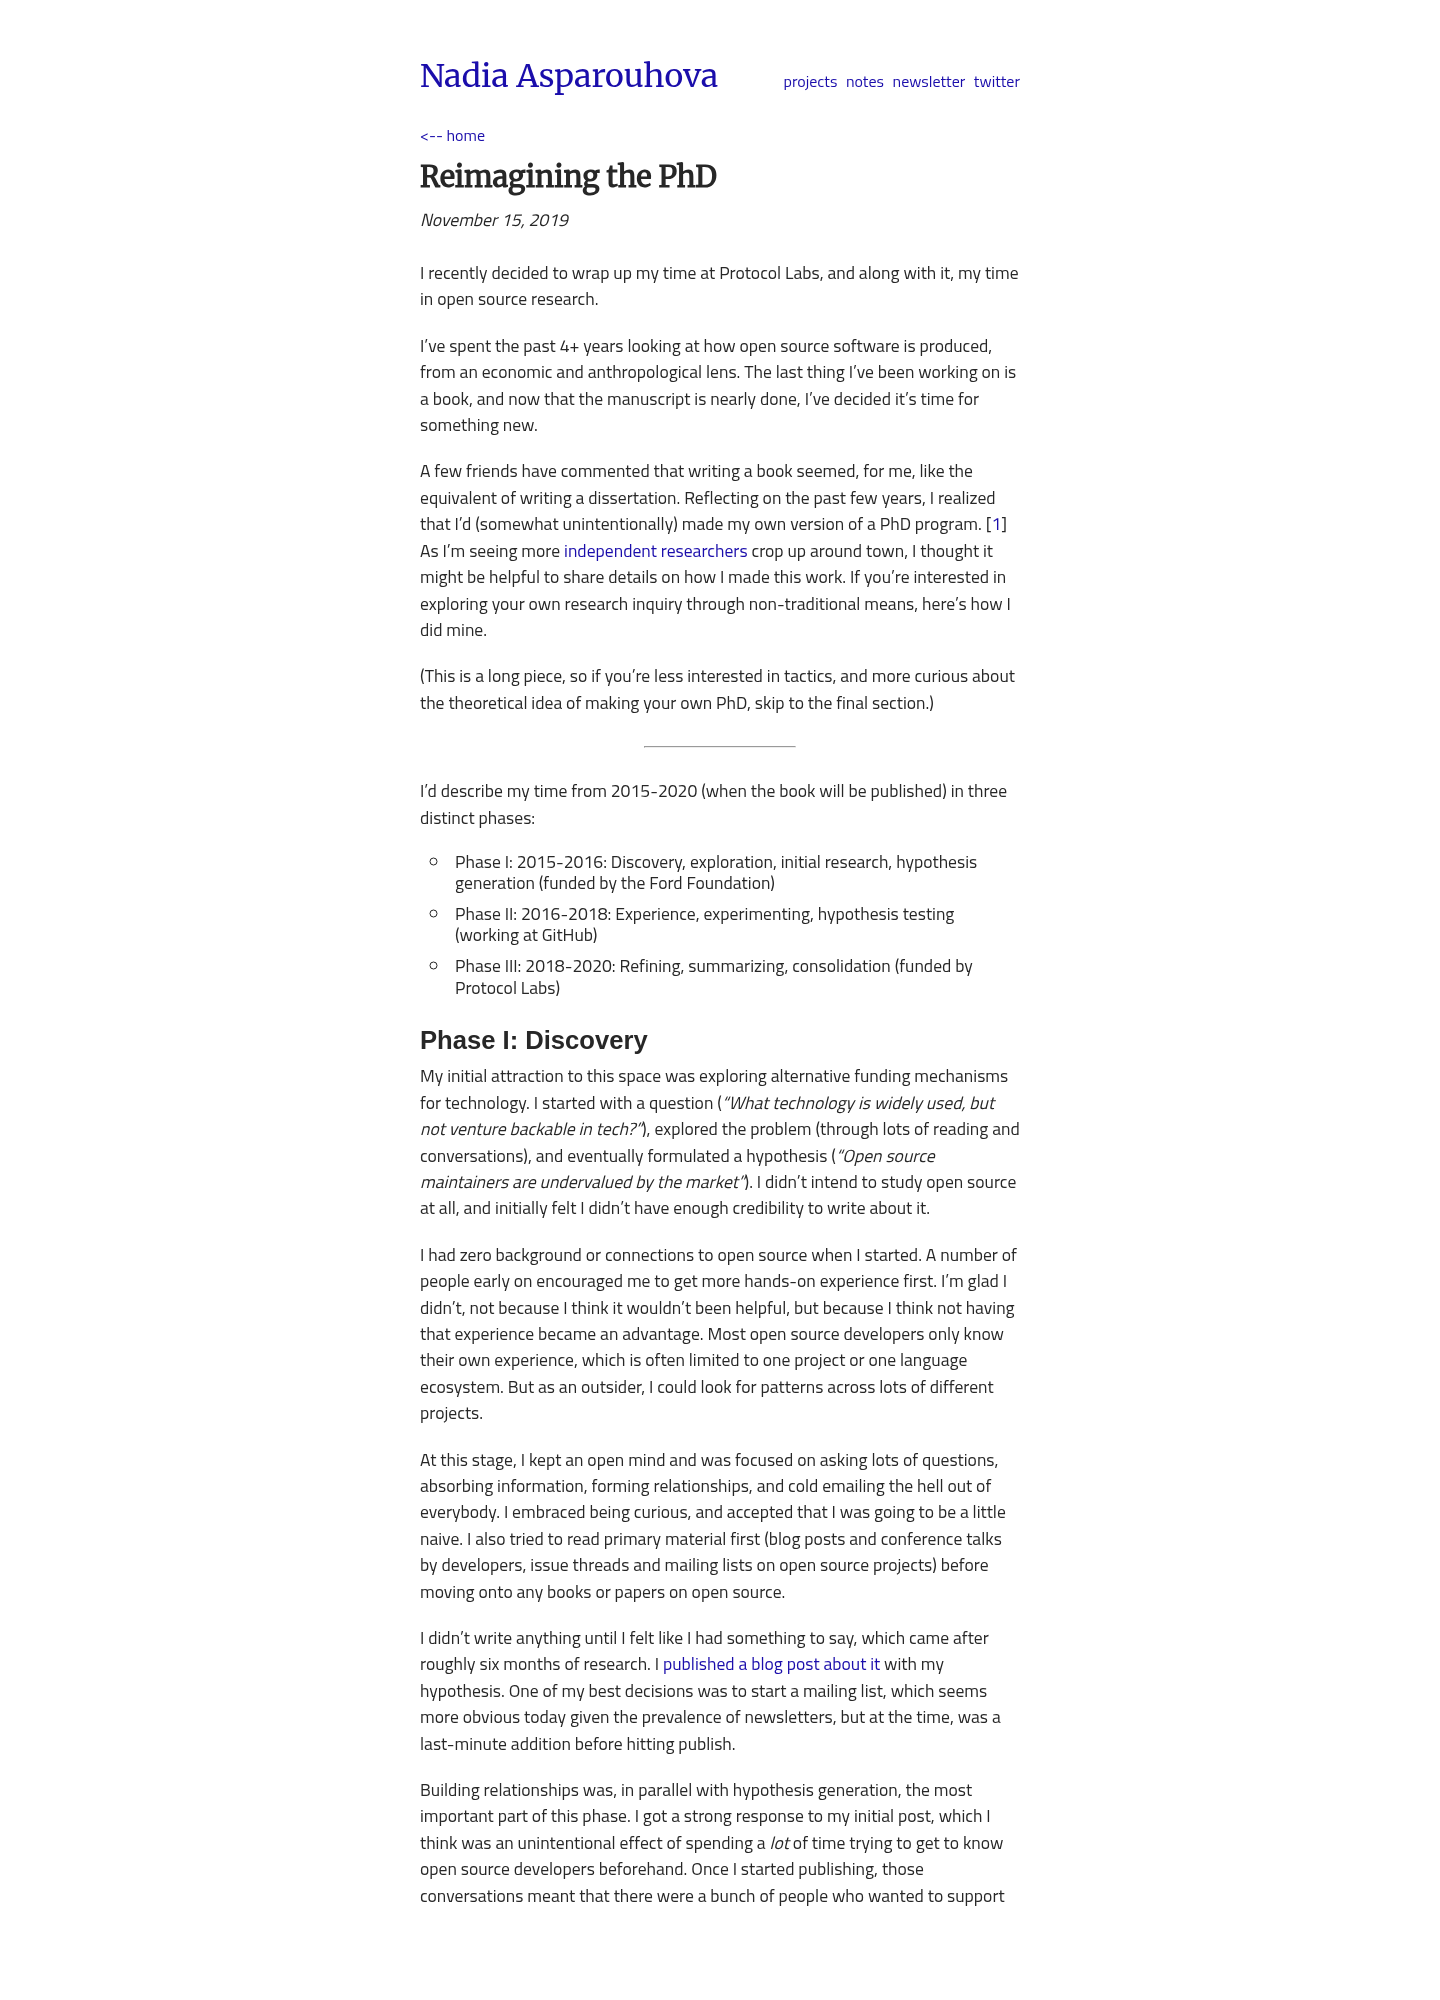 Nadia Asparouhova
projects notes newsletter twitter
<-- home
Reimagining the PhD
November 15, 2019
I recently decided to wrap up my time at Protocol Labs, and along with it, my time
in open source research.
I’ve spent the past 4+ years looking at how open source software is produced,
from an economic and anthropological lens. The last thing I’ve been working on is
a book, and now that the manuscript is nearly done, I’ve decided it’s time for
something new.
A few friends have commented that writing a book seemed, for me, like the
equivalent of writing a dissertation. Reflecting on the past few years, I realized
that I’d (somewhat unintentionally) made my own version of a PhD program. [1]
As I’m seeing more independent researchers crop up around town, I thought it
might be helpful to share details on how I made this work. If you’re interested in
exploring your own research inquiry through non-traditional means, here’s how I
did mine.
(This is a long piece, so if you’re less interested in tactics, and more curious about
the theoretical idea of making your own PhD, skip to the final section.)
I’d describe my time from 2015-2020 (when the book will be published) in three
distinct phases:
Phase I: 2015-2016: Discovery, exploration, initial research, hypothesis
generation (funded by the Ford Foundation)
Phase II: 2016-2018: Experience, experimenting, hypothesis testing
(working at GitHub)
Phase III: 2018-2020: Refining, summarizing, consolidation (funded by
Protocol Labs)
Phase I: Discovery
My initial attraction to this space was exploring alternative funding mechanisms
for technology. I started with a question (“What technology is widely used, but
not venture backable in tech?”), explored the problem (through lots of reading and
conversations), and eventually formulated a hypothesis (“Open source
maintainers are undervalued by the market”). I didn’t intend to study open source
at all, and initially felt I didn’t have enough credibility to write about it.
I had zero background or connections to open source when I started. A number of
people early on encouraged me to get more hands-on experience first. I’m glad I
didn’t, not because I think it wouldn’t been helpful, but because I think not having
that experience became an advantage. Most open source developers only know
their own experience, which is often limited to one project or one language
ecosystem. But as an outsider, I could look for patterns across lots of different
projects.
At this stage, I kept an open mind and was focused on asking lots of questions,
absorbing information, forming relationships, and cold emailing the hell out of
everybody. I embraced being curious, and accepted that I was going to be a little
naive. I also tried to read primary material first (blog posts and conference talks
by developers, issue threads and mailing lists on open source projects) before
moving onto any books or papers on open source.
I didn’t write anything until I felt like I had something to say, which came after
roughly six months of research. I published a blog post about it with my
hypothesis. One of my best decisions was to start a mailing list, which seems
more obvious today given the prevalence of newsletters, but at the time, was a
last-minute addition before hitting publish.
Building relationships was, in parallel with hypothesis generation, the most
important part of this phase. I got a strong response to my initial post, which I
think was an unintentional effect of spending a lot of time trying to get to know
open source developers beforehand. Once I started publishing, those
conversations meant that there were a bunch of people who wanted to support